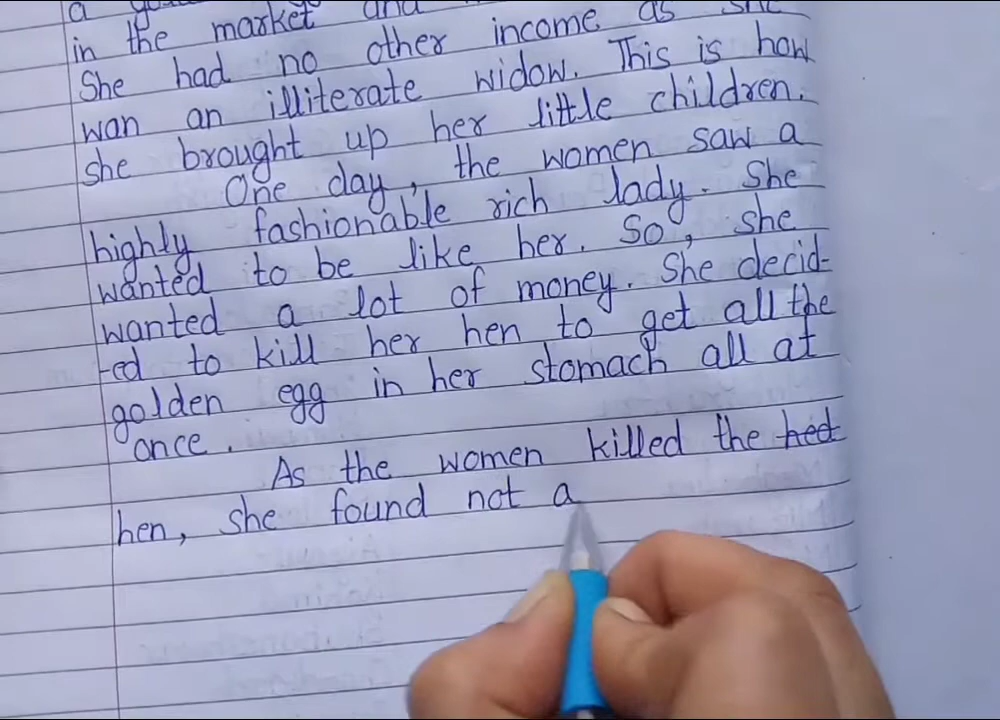 a
in the market and
She had no other income as she
wan an illiterate widow. This is how
she brought up her little children.
One day, the women saw a
highly fashionable rich lady. She
wanted to be like her. So, she
wanted a lot of money. She decid-
-ed to kill her hen to get all the
golden egg in her stomach all at
once.
As the women killed the hed
hen, she found not a